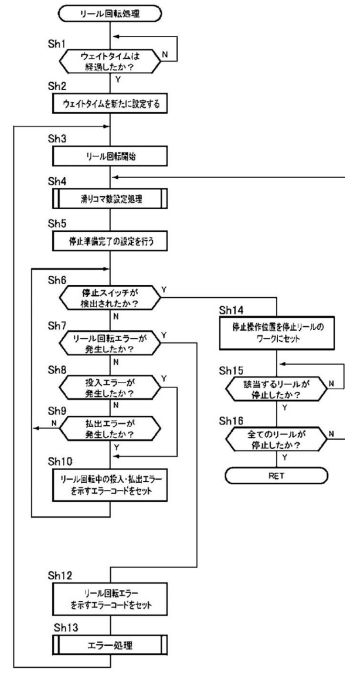 リール回転処理
Sh1
ウェイトタイムは
経過したか？
N
Y
Sh2
ウェイトタイムを新たに設定する
Sh3
リール回転開始
Sh4
滑りコマ数設定処理
Sh5
停止準備完了の設定を行う
Sh6
停止スイッチが
検出されたか？
Y
N
Sh7
リール回転エラーが
発生したか？
Y
N
Sh8
投入エラーが
発生したか？
Y
N
Sh9
払出エラーが
発生したか？
N
Y
Sh10
リール回転中の投入・払出エラー
を示すエラーコードをセット
Sh12
リール回転エラー
を示すエラーコードをセット
Sh13
エラー処理
Sh14
停止操作位置を停止リールの
ワークにセット
Sh15
該当するリールが
停止したか？
N
Y
Sh16
全てのリールが
停止したか？
N
Y
RET